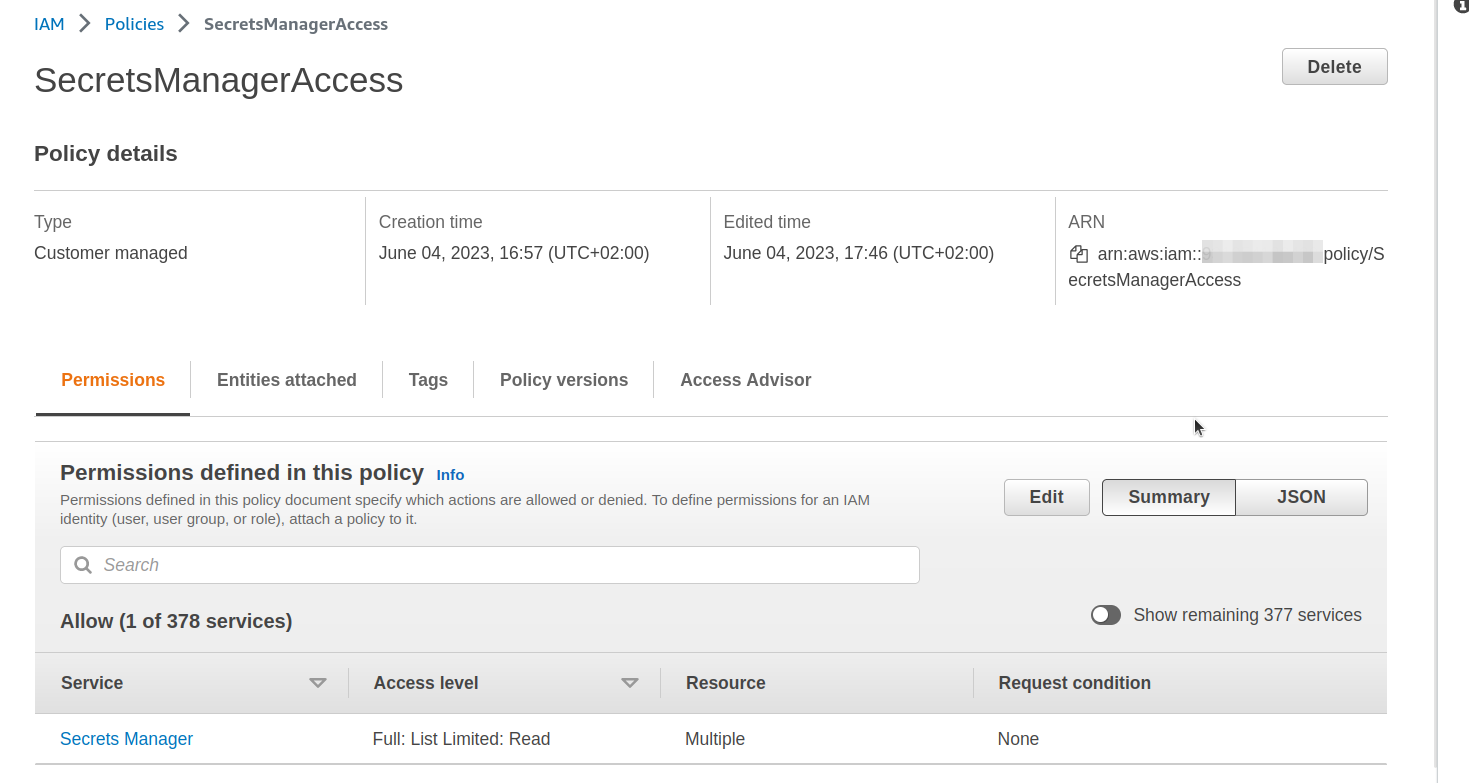 IAM > Policies > SecretsManagerAccess
SecretsManagerAccess
Delete
Policy details
Type
Customer managed
Creation time
June 04, 2023, 16:57 (UTC+02:00)
Edited time
June 04, 2023, 17:46 (UTC+02:00)
ARN
arn:aws:iam:: policy/S
ecretsManagerAccess
Permissions Entities attached Tags Policy versions Access Advisor
Permissions defined in this policy Info
Permissions defined in this policy document specify which actions are allowed or denied. To define permissions for an IAM
identity (user, user group, or role), attach a policy to it.
Edit Summary JSON
Search
Allow (1 of 378 services)
Show remaining 377 services
Service Access level Resource Request condition
Secrets Manager Full: List Limited: Read Multiple None